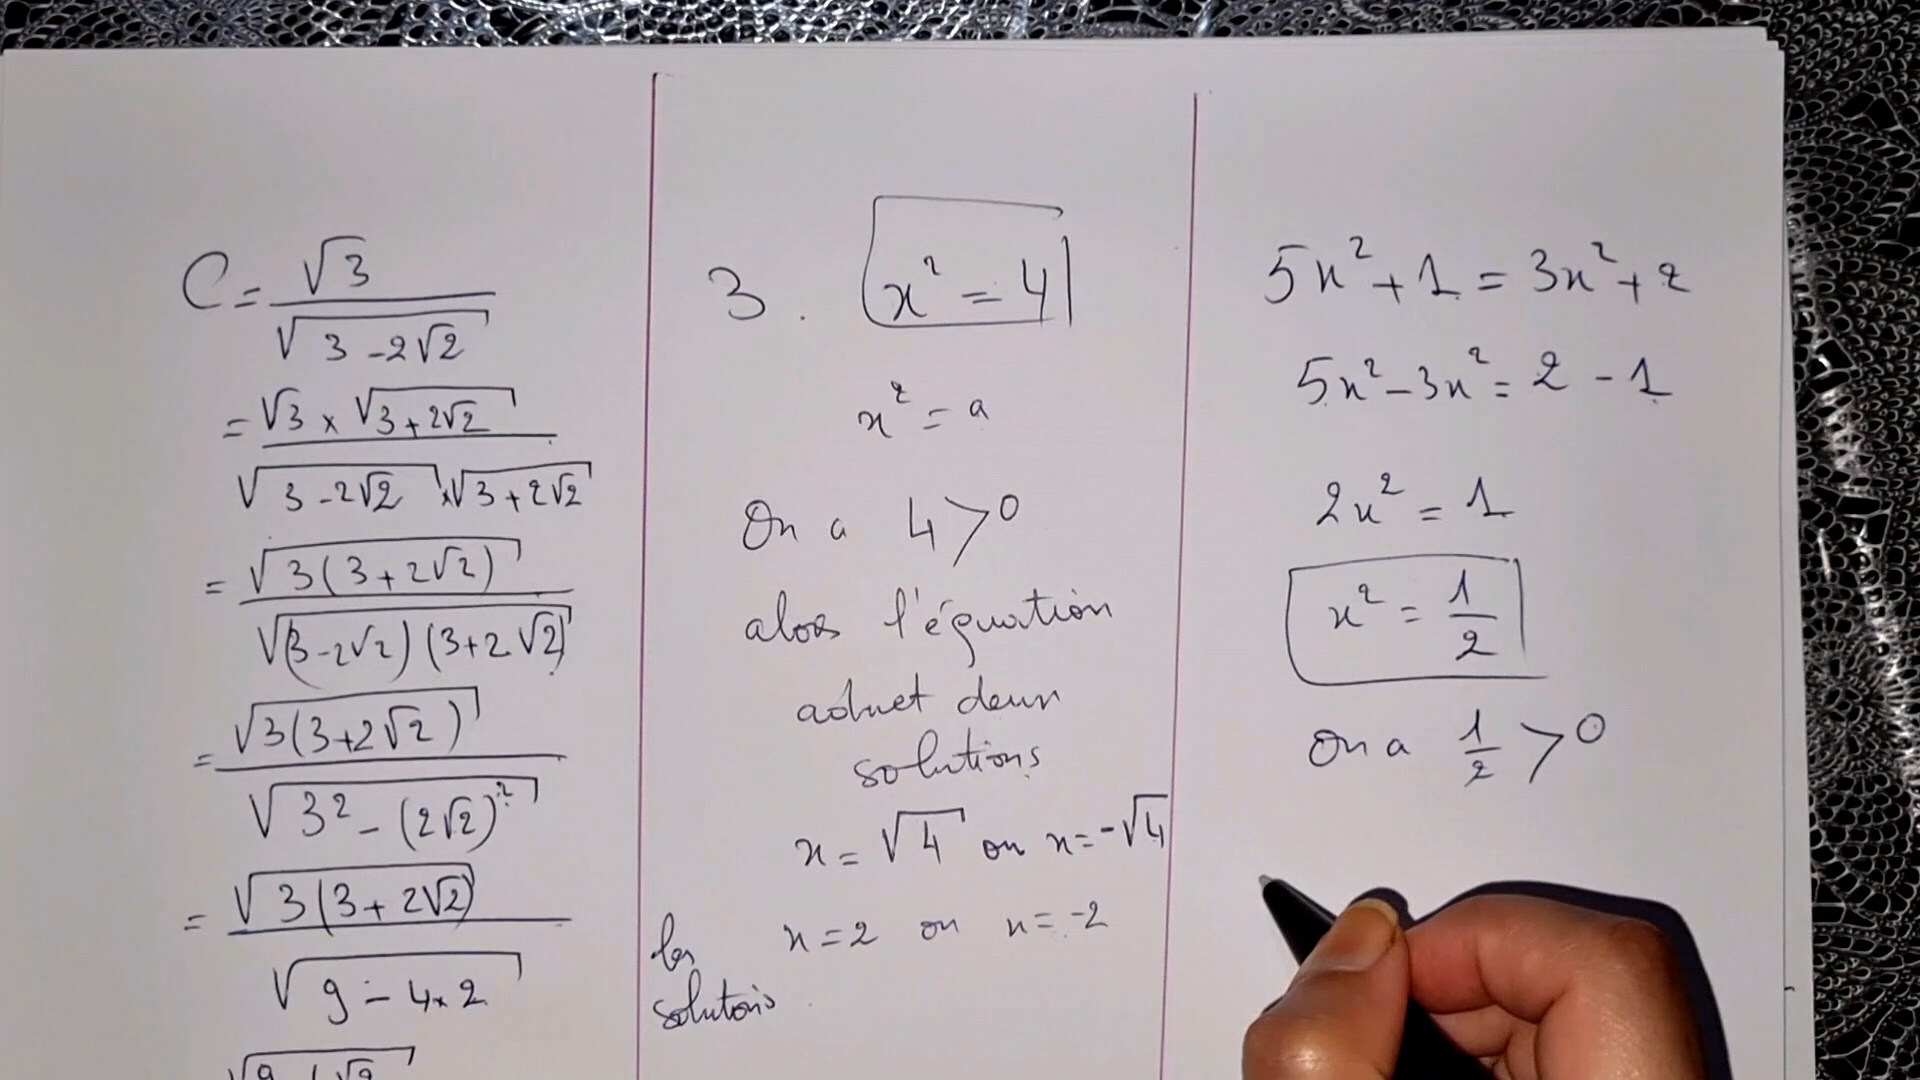 C = √3 / √(3 - 2√2)
= √3 × √(3 + 2√2) / √(3 - 2√2) × √(3 + 2√2)
= √(3(3 + 2√2)) / √((3 - 2√2)(3 + 2√2))
= √(3(3 + 2√2)) / √(3² - (2√2)²)
= √(3(3 + 2√2)) / √(9 - 4×2)
3. x² = 4
x² = a
On a 4 > 0
alors l'équation
admet deux
solutions
x = √4 ou x = -√4
les x = 2 ou x = -2
solutions
5x² + 1 = 3x² + 2
5x² - 3x² = 2 - 1
2x² = 1
x² = 1/2
On a 1/2 > 0